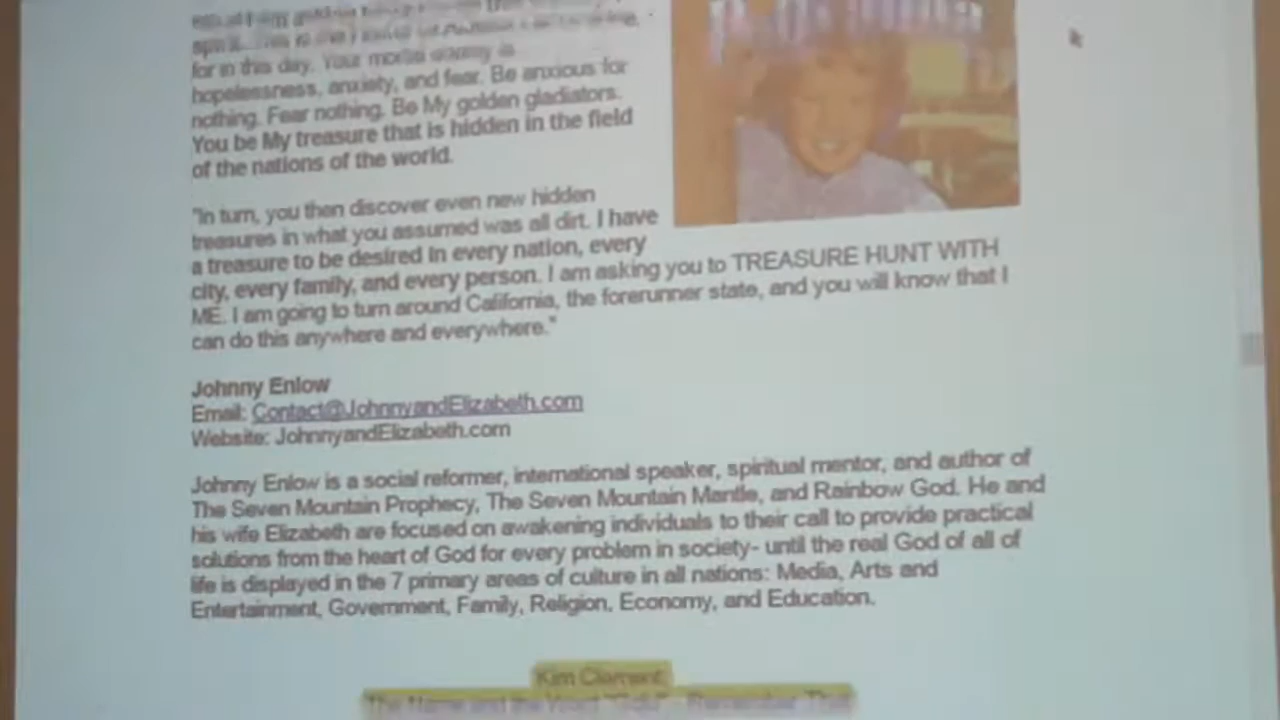 for in this day. Your mortal enemy is
hopelessness, anxiety, and fear. Be anxious for
nothing. Fear nothing. Be My golden gladiators.
You be My treasure that is hidden in the field
of the nations of the world.
"In turn, you then discover even new hidden
treasures in what you assumed was all dirt. I have
a treasure to be desired in every nation, every
city, every family, and every person. I am asking you to TREASURE HUNT WITH
ME. I am going to turn around California, the forerunner state, and you will know that I
can do this anywhere and everywhere."
Johnny Enlow
Email: Contact@JohnnyandElizabeth.com
Website: JohnnyandElizabeth.com
Johnny Enlow is a social reformer, international speaker, spiritual mentor, and author of
The Seven Mountain Prophecy, The Seven Mountain Mantle, and Rainbow God. He and
his wife Elizabeth are focused on awakening individuals to their call to provide practical
solutions from the heart of God for every problem in society- until the real God of all of
life is displayed in the 7 primary areas of culture in all nations: Media, Arts and
Entertainment, Government, Family, Religion, Economy, and Education.
Kim Clement:
The Name and the Word